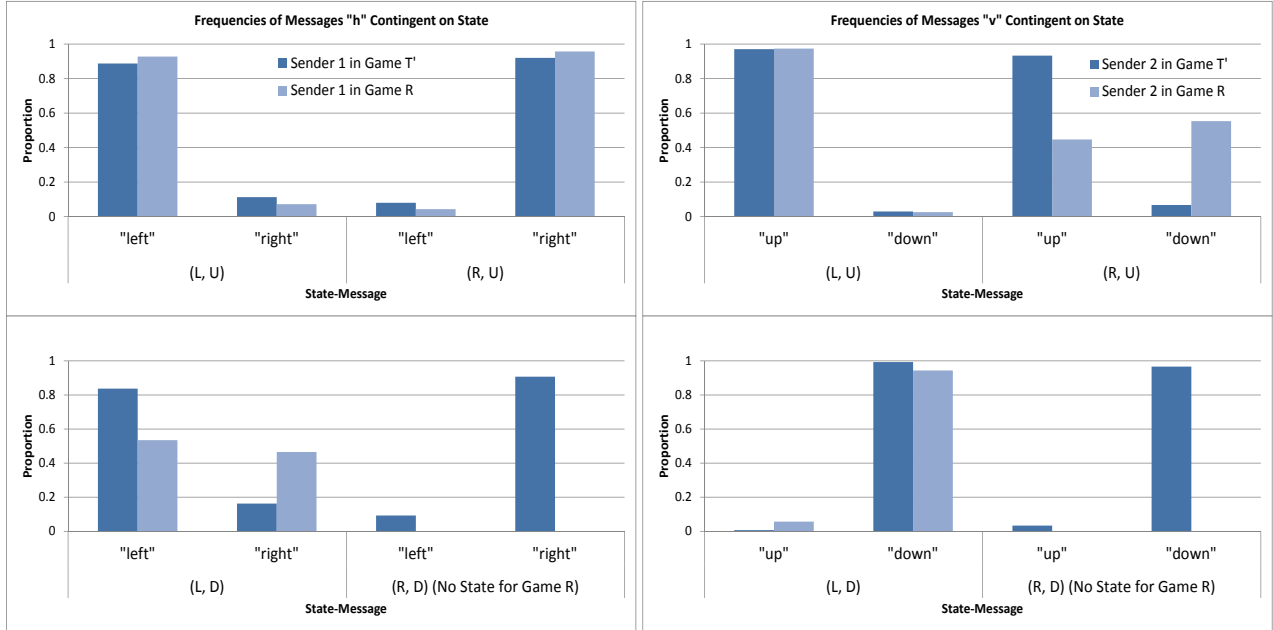 Frequencies of Messages "h" Contingent on State
1
0.8
0.6
0.4
0.2
0
Proportion
Sender 1 in Game T'
Sender 1 in Game R
"left" "right" "left" "right"
(L, U) (R, U)
State-Message
Frequencies of Messages "v" Contingent on State
1
0.8
0.6
0.4
0.2
0
Proportion
Sender 2 in Game T'
Sender 2 in Game R
"up" "down" "up" "down"
(L, U) (R, U)
State-Message
1
0.8
0.6
0.4
0.2
0
Proportion
"left" "right" "left" "right"
(L, D) (R, D) (No State for Game R)
State-Message
1
0.8
0.6
0.4
0.2
0
Proportion
"up" "down" "up" "down"
(L, D) (R, D) (No State for Game R)
State-Message